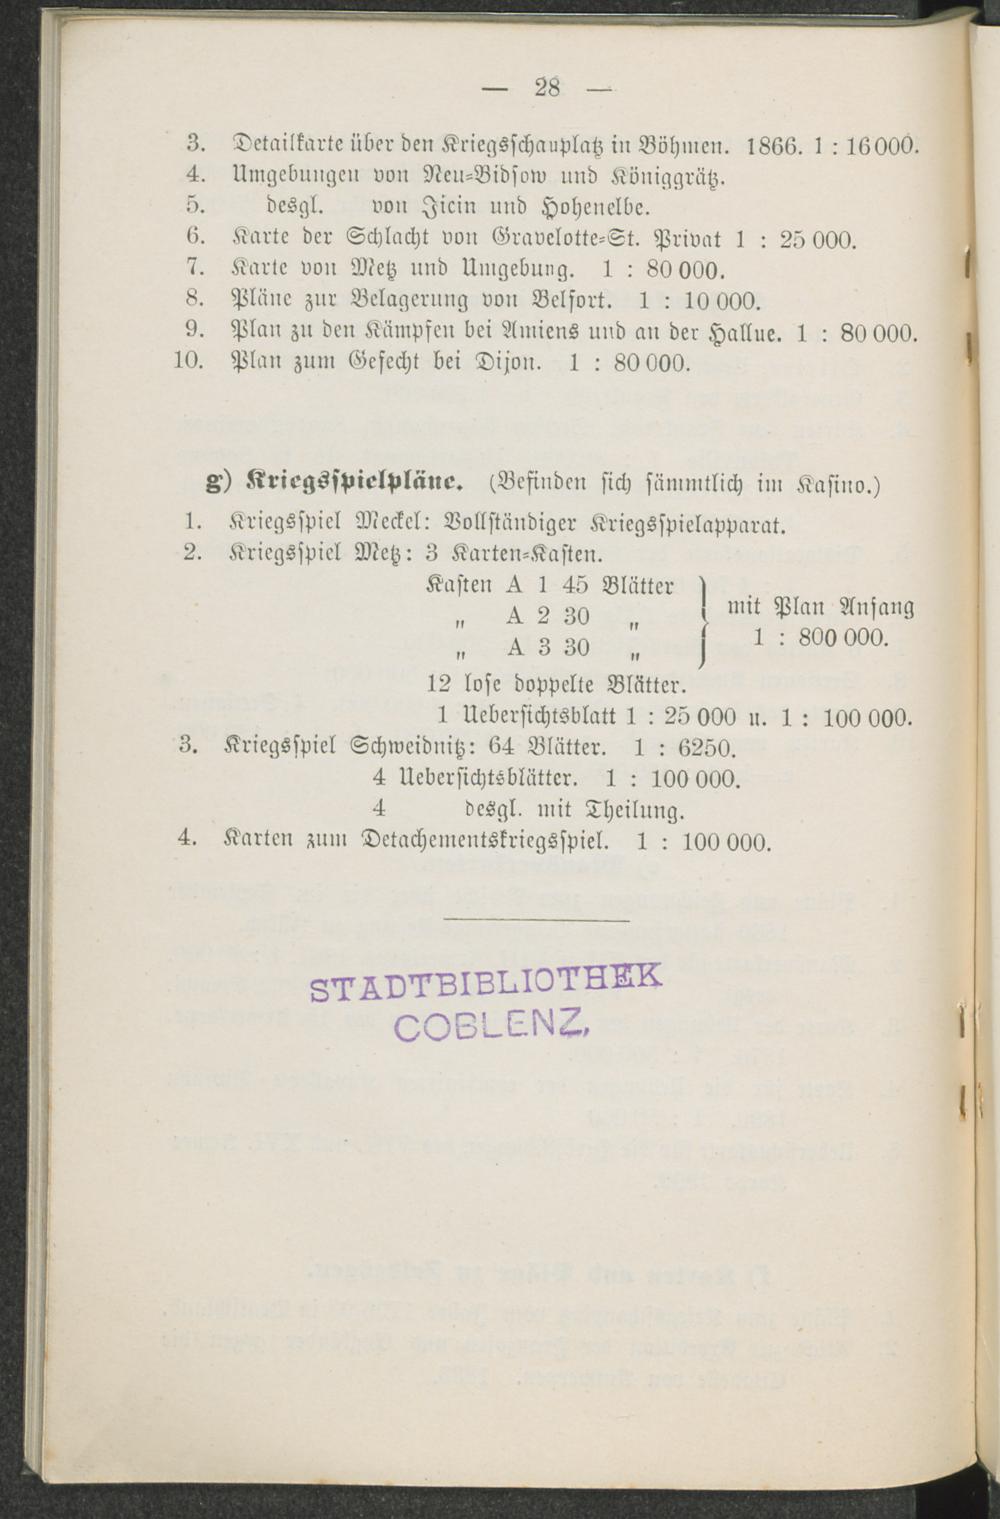 — 28 —
3. Detailkarte über den Kriegsschauplatz in Böhmen. 1866. 1 : 16000.
4. Umgebungen von Neu-Bidsow und Königgrätz.
5. desgl. von Jicin und Hohenelbe.
6. Karte der Schlacht von Gravelotte-St. Privat 1 : 25 000.
7. Karte von Metz und Umgebung. 1 : 80 000.
8. Pläne zur Belagerung von Belfort. 1 : 10 000.
9. Plan zu den Kämpfen bei Amiens und an der Hallue. 1 : 80 000.
10. Plan zum Gefecht bei Dijon. 1 : 80 000.
g) Kriegsspielpläne. (Befinden sich sämmtlich im Kasino.)
1. Kriegsspiel Meckel: Vollständiger Kriegsspielapparat.
2. Kriegsspiel Metz: 3 Karten-Kasten.
Kasten A 1 45 Blätter
„ A 2 30 „
„ A 3 30 „
mit Plan Anfang
1 : 800 000.
12 lose doppelte Blätter.
1 Uebersichtsblatt 1 : 25 000 u. 1 : 100 000.
3. Kriegsspiel Schweidnitz: 64 Blätter. 1 : 6250.
4 Uebersichtsblätter. 1 : 100 000.
4 desgl. mit Theilung.
4. Karten zum Detachementskriegsspiel. 1 : 100 000.
STADTBIBLIOTHEK
COBLENZ,